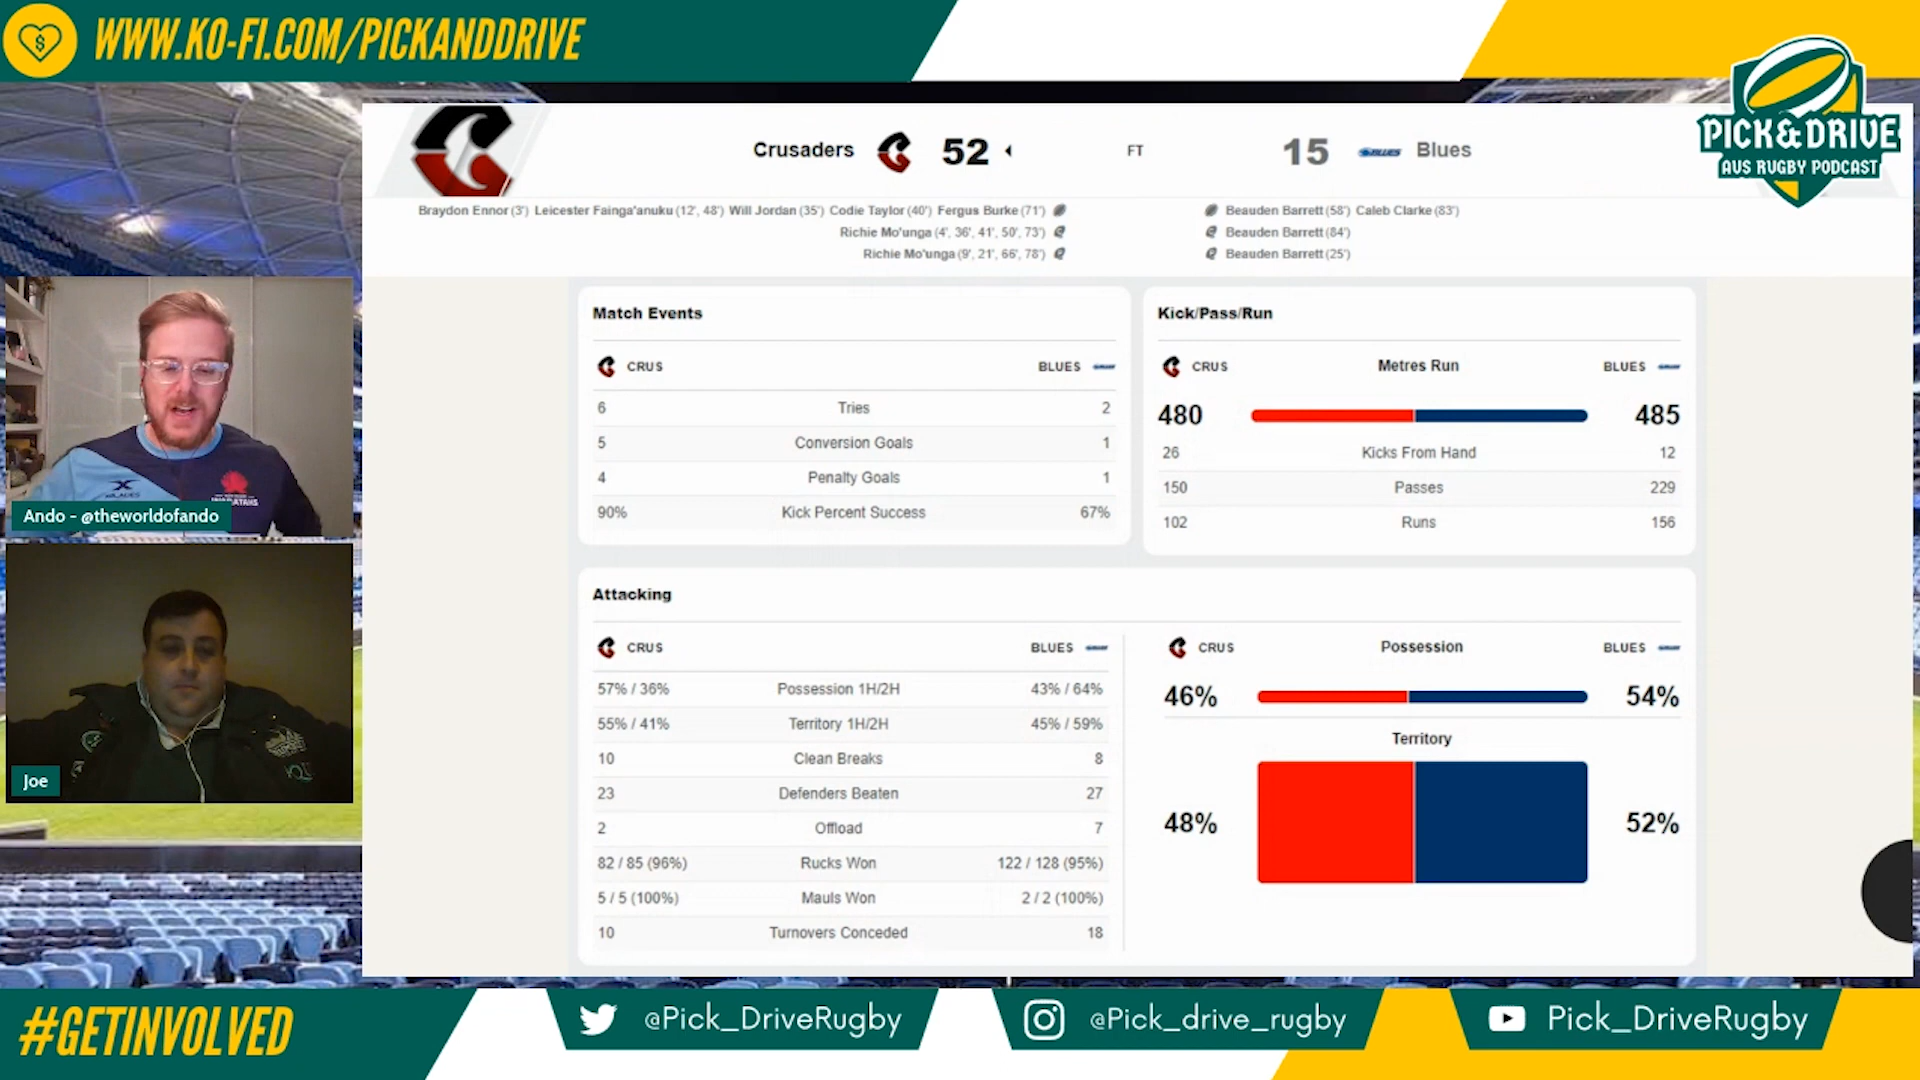 WWW.KO-FI.COM/PICKANDDRIVE
PICK&DRIVE
AUS RUGBY PODCAST
Crusaders 52 FT 15 BLUES Blues
Braydon Ennor (3') Leicester Fainga'anuku (12', 48') Will Jordan (35') Codie Taylor (40') Fergus Burke (71')
Beauden Barrett (58') Caleb Clarke (83')
Richie Mo'unga (4', 36', 41', 50', 73')
Beauden Barrett (84')
Richie Mo'unga (9', 21', 66', 78')
Beauden Barrett (25')
Match Events
CRUS BLUES
6 Tries 2
5 Conversion Goals 1
4 Penalty Goals 1
90% Kick Percent Success 67%
Kick/Pass/Run
CRUS Metres Run BLUES
480 485
26 Kicks From Hand 12
150 Passes 229
102 Runs 156
Attacking
CRUS BLUES
57% / 36% Possession 1H/2H 43% / 64%
55% / 41% Territory 1H/2H 45% / 59%
10 Clean Breaks 8
23 Defenders Beaten 27
2 Offload 7
82 / 85 (96%) Rucks Won 122 / 128 (95%)
5 / 5 (100%) Mauls Won 2 / 2 (100%)
10 Turnovers Conceded 18
CRUS Possession BLUES
46% 54%
Territory
48% 52%
Ando - @theworldofando
Joe
#GETINVOLVED
@Pick_DriveRugby
@Pick_drive_rugby
Pick_DriveRugby